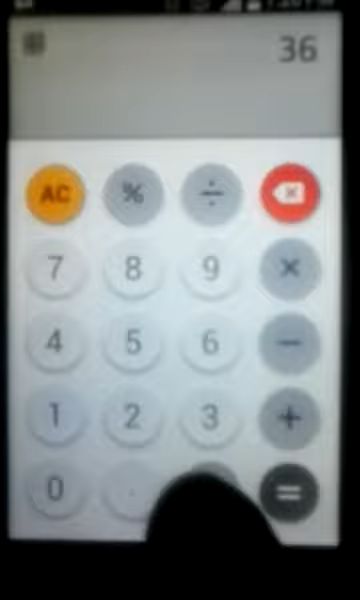 36
AC % ÷ ×
7 8 9 ×
4 5 6 −
1 2 3 +
0 . =